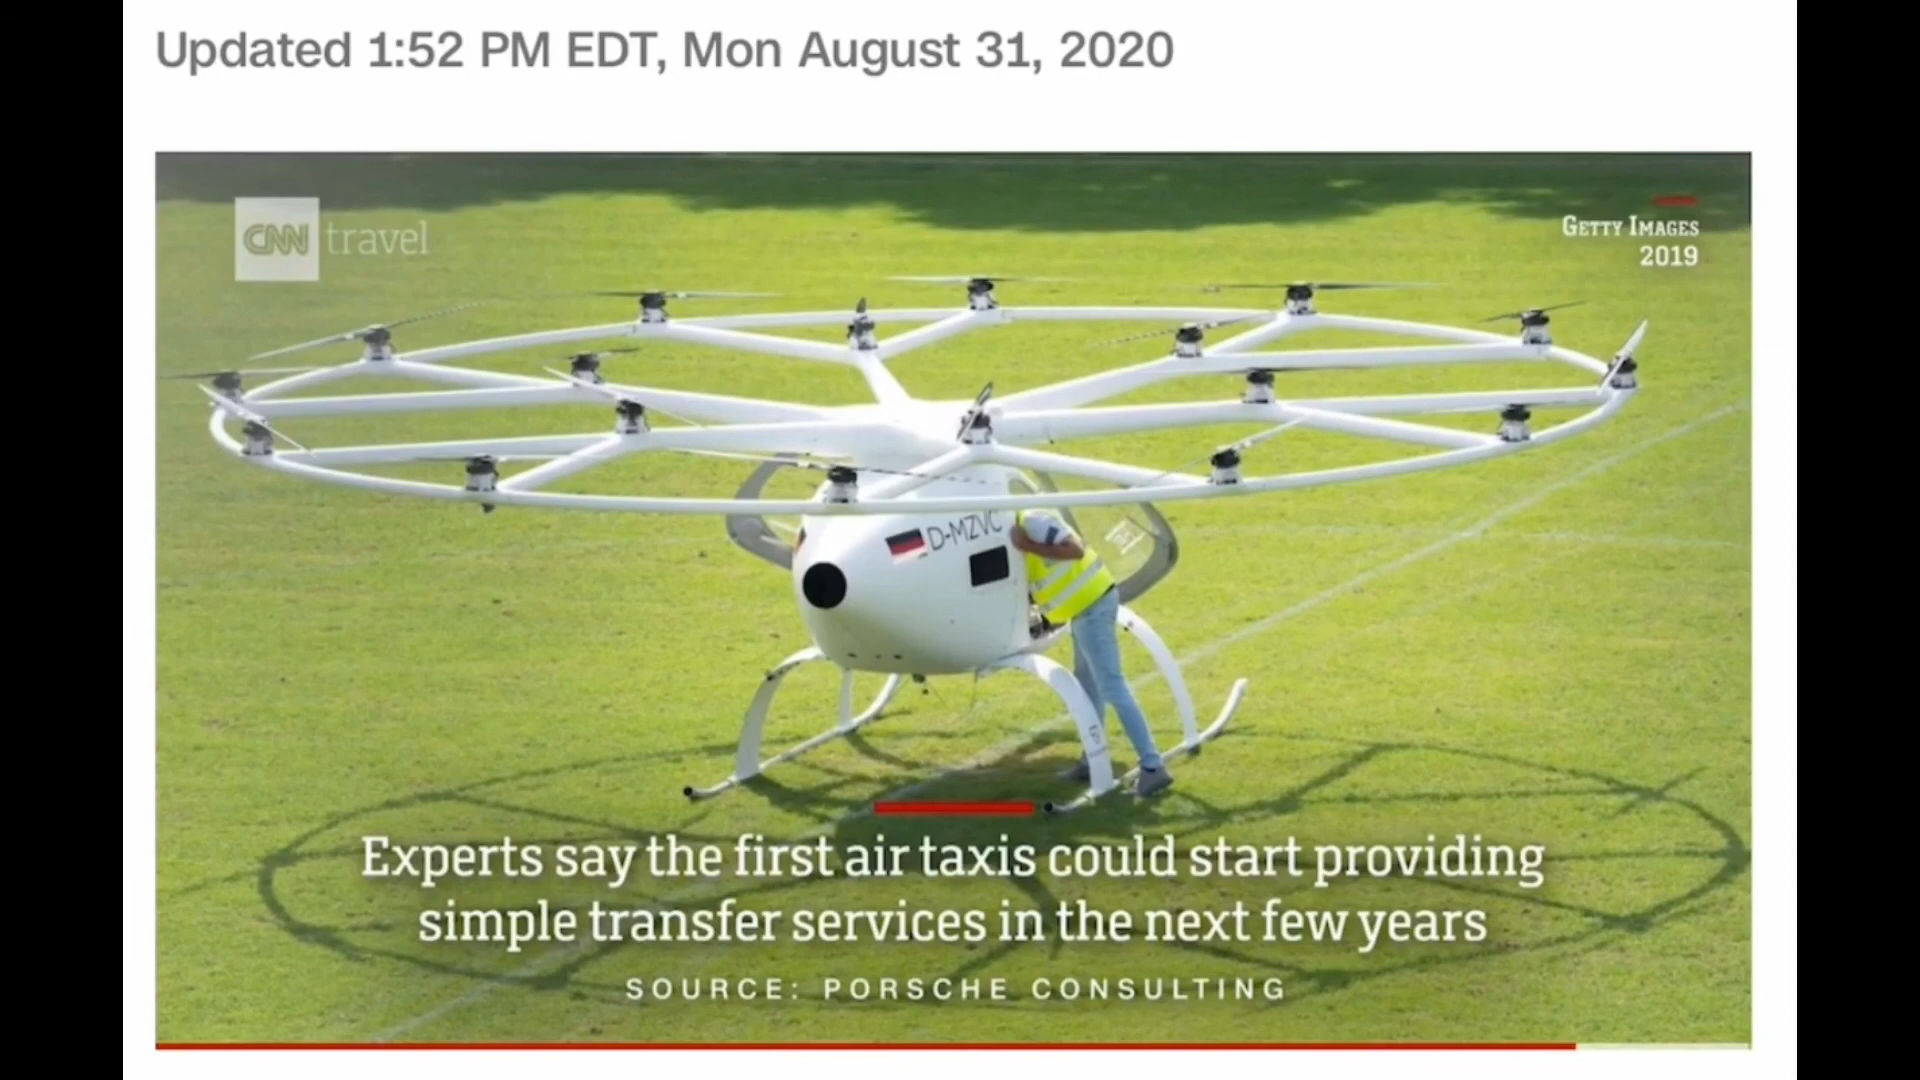 Updated 1:52 PM EDT, Mon August 31, 2020
CNN travel
GETTY IMAGES
2019
D-MZVC
Experts say the first air taxis could start providing
simple transfer services in the next few years
SOURCE: PORSCHE CONSULTING